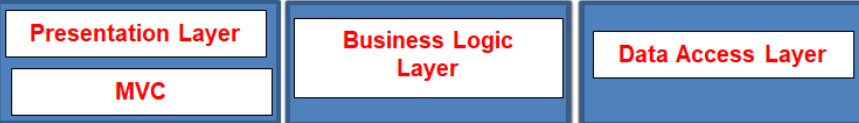 Presentation Layer
MVC
Business Logic
Layer
Data Access Layer